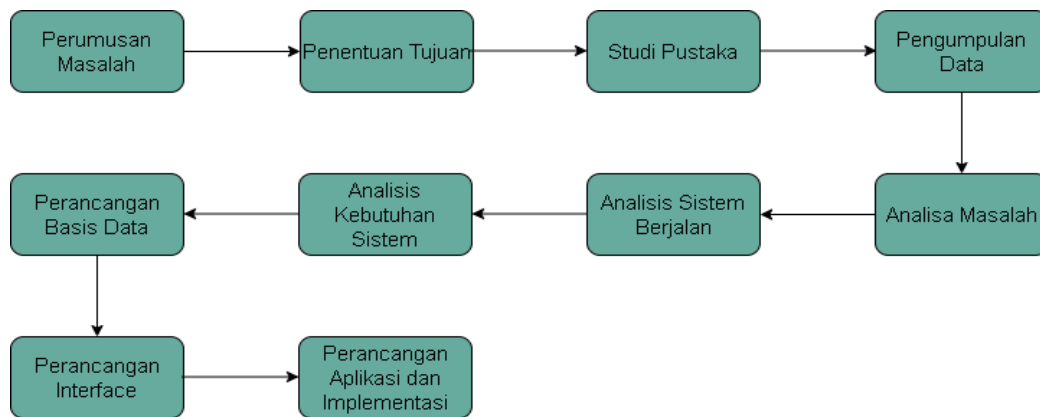 Perumusan
Masalah
Penentuan Tujuan
Studi Pustaka
Pengumpulan
Data
Analisa Masalah
Analisis Sistem
Berjalan
Analisis
Kebutuhan
Sistem
Perancangan
Basis Data
Perancangan
Interface
Perancangan
Aplikasi dan
Implementasi